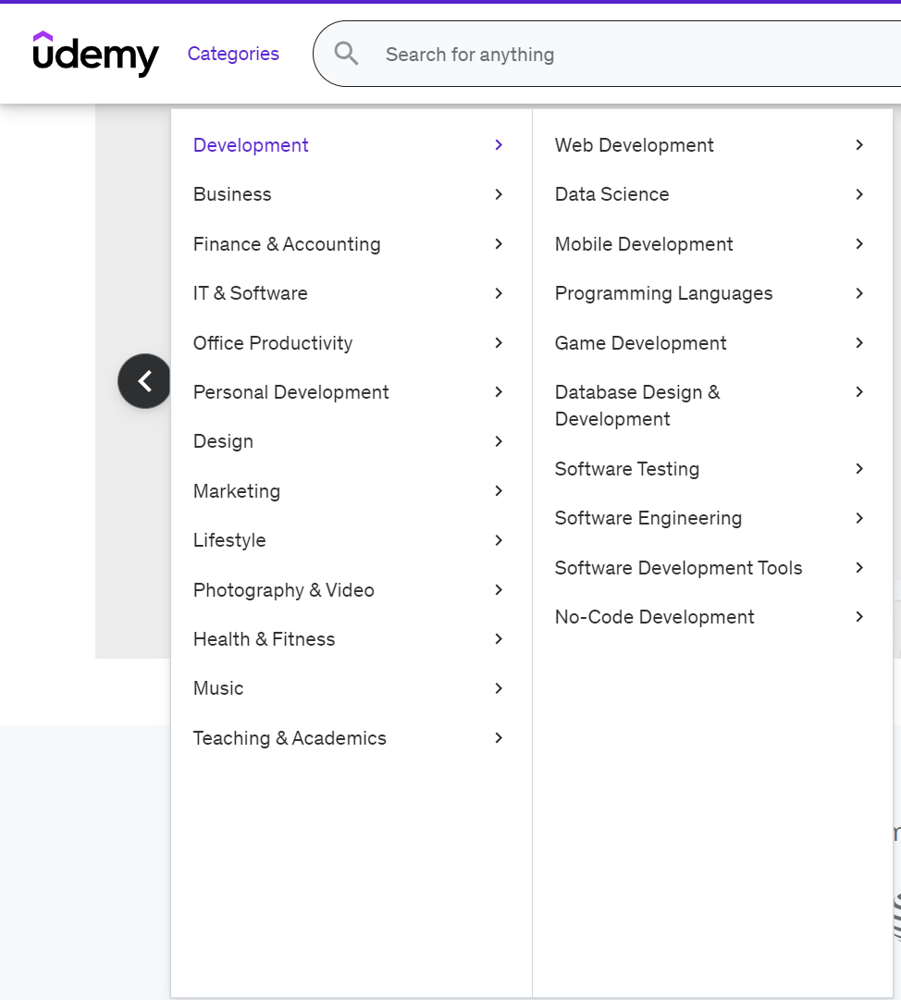 udemy
Categories
Search for anything
Development
Business
Finance & Accounting
IT & Software
Office Productivity
Personal Development
Design
Marketing
Lifestyle
Photography & Video
Health & Fitness
Music
Teaching & Academics
Web Development
Data Science
Mobile Development
Programming Languages
Game Development
Database Design &
Development
Software Testing
Software Engineering
Software Development Tools
No-Code Development